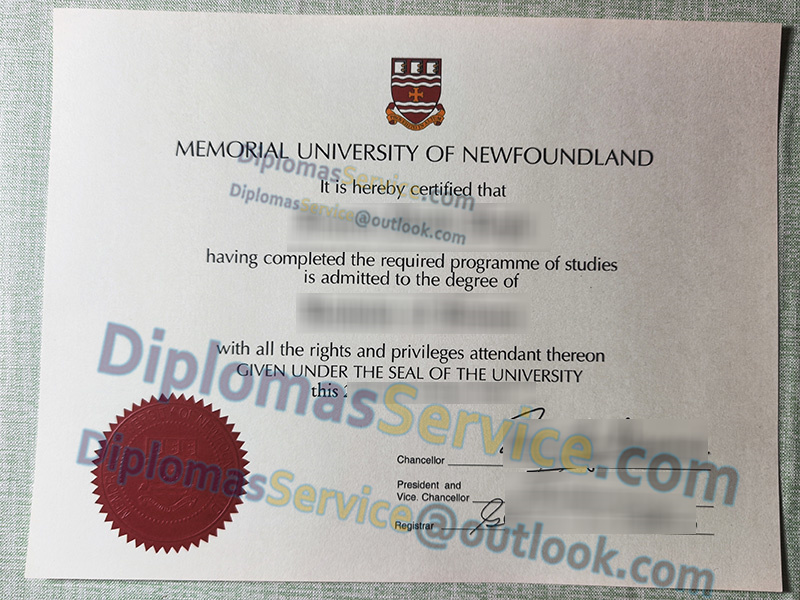 MEMORIAL UNIVERSITY OF NEWFOUNDLAND
DiplomasService.com
It is hereby certified that
DiplomasService@outlook.com
having completed the required programme of studies
is admitted to the degree of
with all the rights and privileges attendant thereon
GIVEN UNDER THE SEAL OF THE UNIVERSITY
this 2
DiplomasService.com
Chancellor
President and
Vice. Chancellor
Registrar
DiplomasService@outlook.com